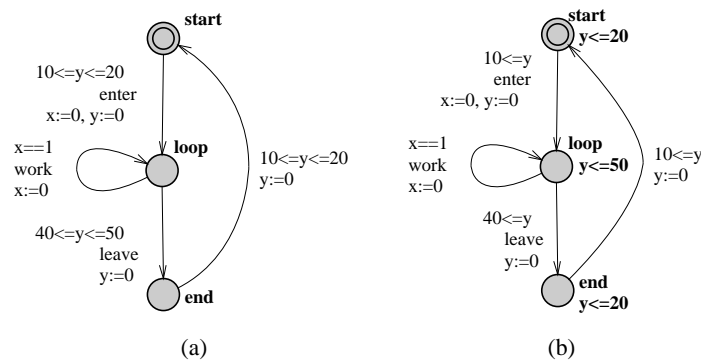 start
10<=y<=20
enter
x:=0, y:=0
x==1
work
x:=0
loop
10<=y<=20
y:=0
40<=y<=50
leave
y:=0
end
(a)
start
y<=20
10<=y
enter
x:=0, y:=0
x==1
work
x:=0
loop
y<=50
10<=y
y:=0
40<=y
leave
y:=0
end
y<=20
(b)